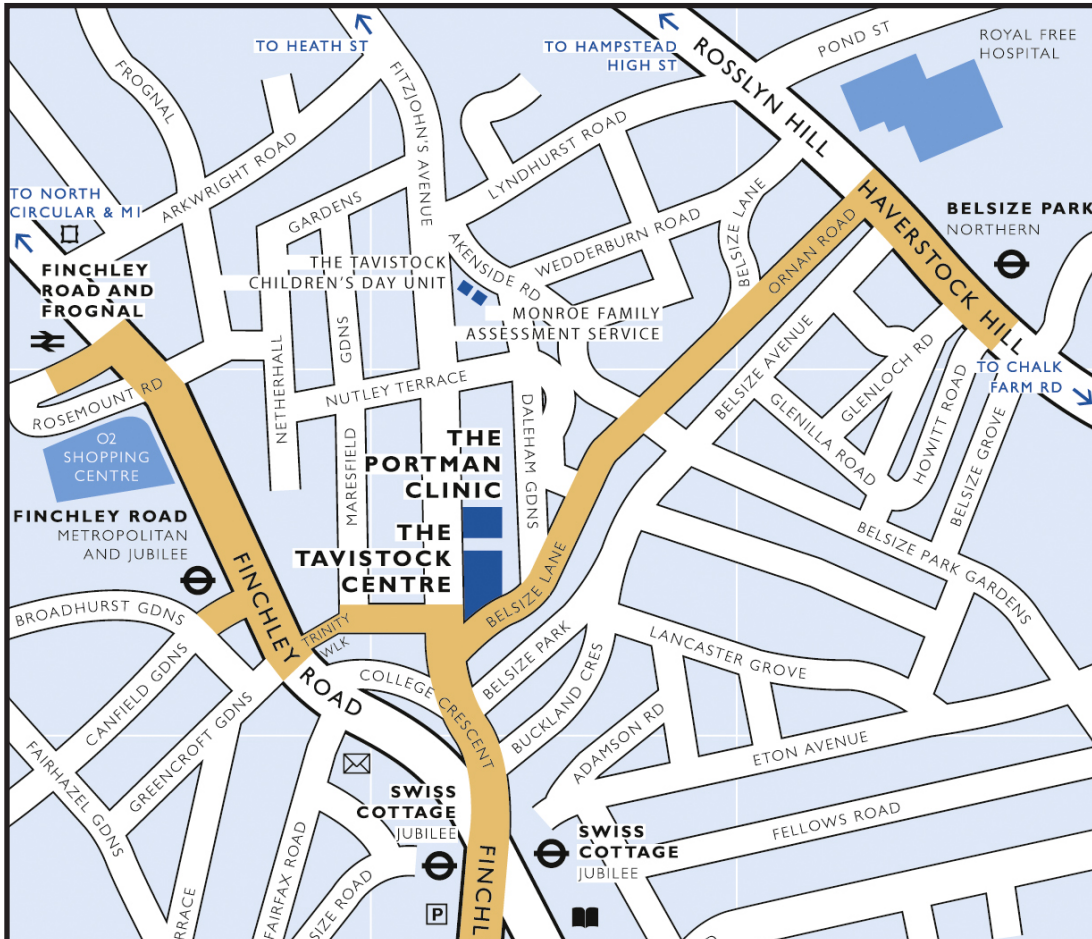 TO HEATH ST
TO HAMPSTEAD
HIGH ST
ROSSLYN HILL
POND ST
ROYAL FREE
HOSPITAL
FROGNAL
FITZJOHN'S AVENUE
ARKWRIGHT ROAD
LYNDHURST ROAD
TO NORTH
CIRCULAR & M1
GARDENS
AKENSIDE RD
WEDDERBURN ROAD
BELSIZE LANE
ORNAN ROAD
HAVERSTOCK HILL
BELSIZE PARK
NORTHERN
THE TAVISTOCK
CHILDREN'S DAY UNIT
FINCHLEY
ROAD AND
FROGNAL
MONROE FAMILY
ASSESSMENT SERVICE
NETHERHALL
GDNS
MARESFIELD
NUTLEY TERRACE
BELSIZE AVENUE
GLENLOCH RD
TO CHALK
FARM RD
ROSEMOUNT RD
O2
SHOPPING
CENTRE
DALEHAM GDNS
GLENILLA ROAD
HOWITT ROAD
BELSIZE GROVE
THE
PORTMAN
CLINIC
FINCHLEY ROAD
METROPOLITAN
AND JUBILEE
THE
TAVISTOCK
CENTRE
BELSIZE LANE
BELSIZE PARK GARDENS
FINCHLEY ROAD
BROADHURST GDNS
TRINITY
WLK
COLLEGE CRESCENT
BELSIZE PARK
BUCKLAND CRES
LANCASTER GROVE
CANFIELD GDNS
GREENCROFT GDNS
FAIRHAZEL GDNS
ADAMSON RD
ETON AVENUE
SWISS
COTTAGE
JUBILEE
SWISS
COTTAGE
JUBILEE
FELLOWS ROAD
FINCHL
FAIRFAX ROAD
SIZE ROAD
RRACE
P